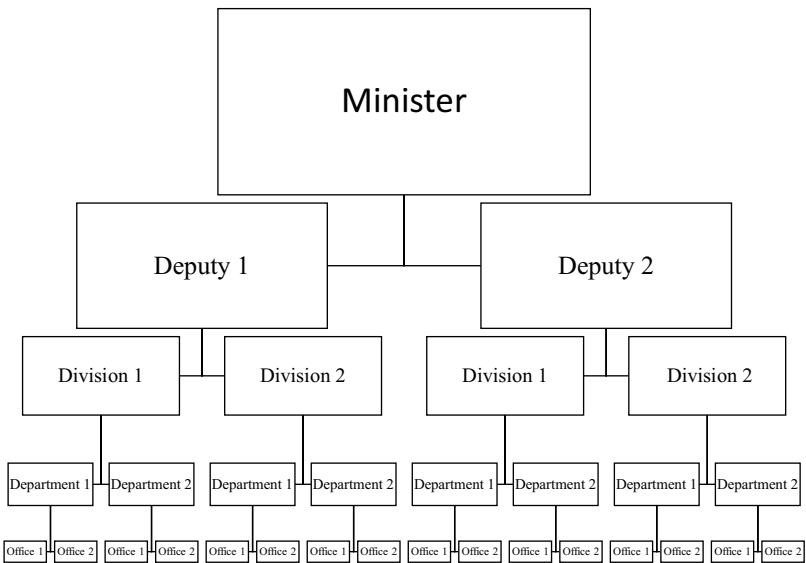 Minister
Deputy 1
Deputy 2
Division 1
Division 2
Division 1
Division 2
Department 1
Department 2
Department 1
Department 2
Department 1
Department 2
Department 1
Department 2
Office 1
Office 2
Office 1
Office 2
Office 1
Office 2
Office 1
Office 2
Office 1
Office 2
Office 1
Office 2
Office 1
Office 2
Office 1
Office 2